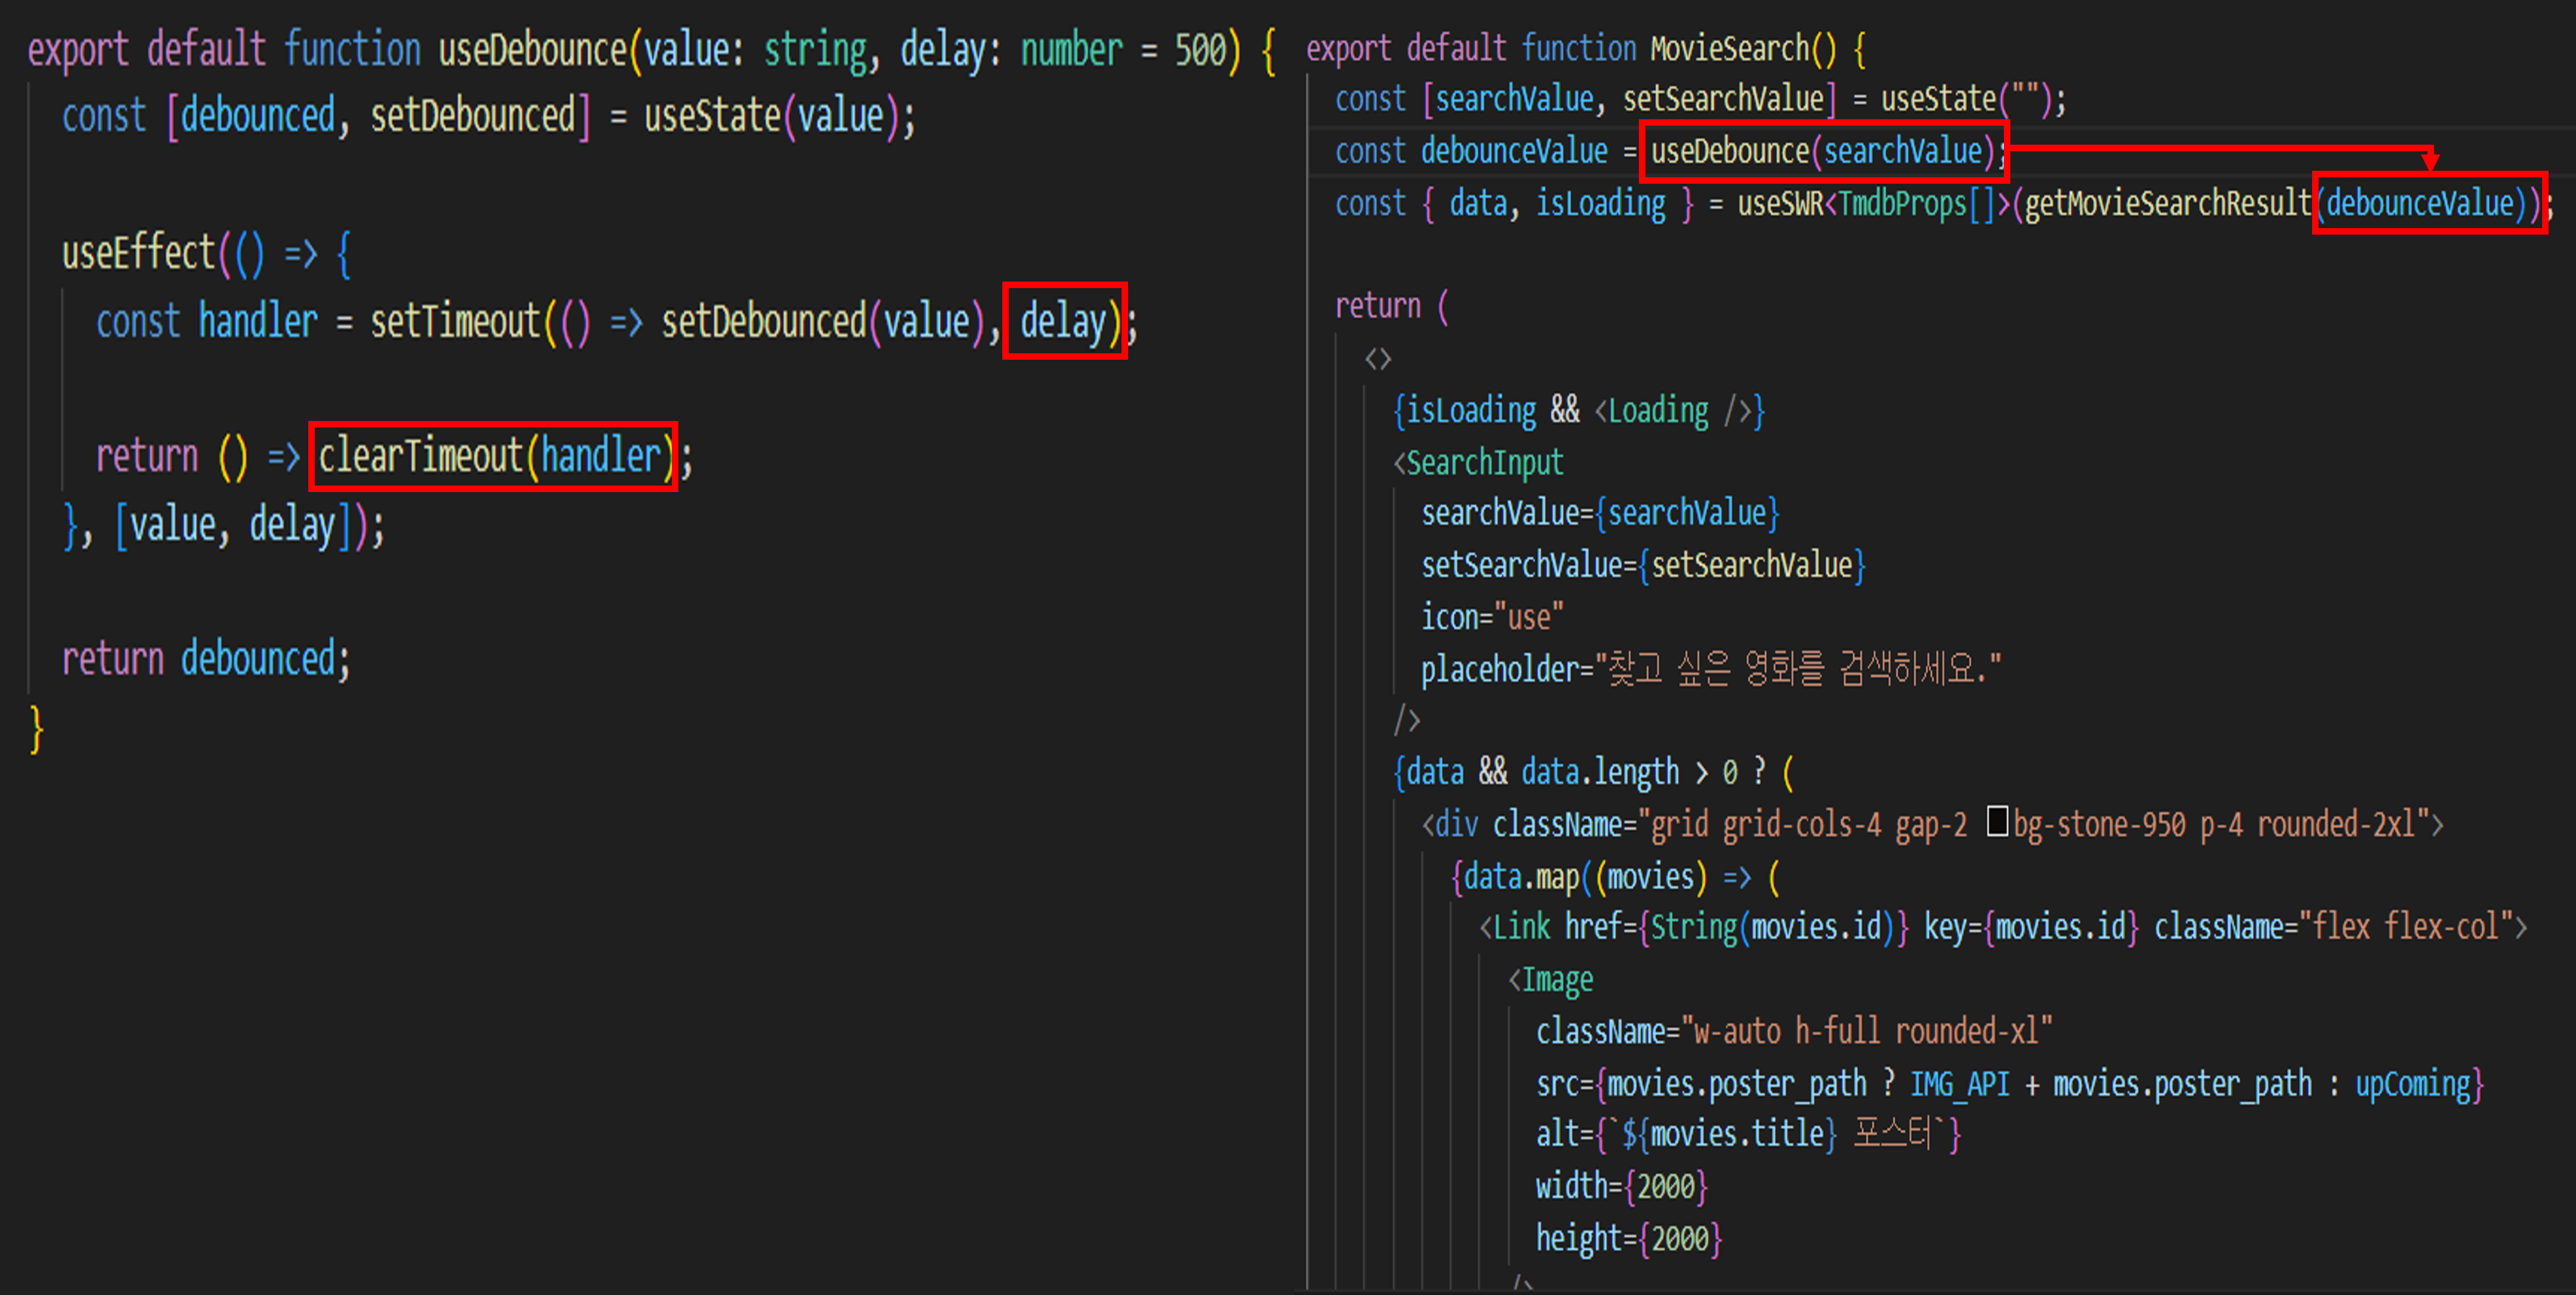 export default function useDebounce(value: string, delay: number = 500) {
const [debounced, setDebounced] = useState(value);
useEffect(() => {
const handler = setTimeout(() => setDebounced(value), delay);
return () => clearTimeout(handler);
}, [value, delay]);
return debounced;
}
export default function MovieSearch() {
const [searchValue, setSearchValue] = useState("");
const debounceValue = useDebounce(searchValue);
const { data, isLoading } = useSWR<TmdbProps[]>(getMovieSearchResult(debounceValue));
return (
<>
{isLoading && <Loading />}
<SearchInput
searchValue={searchValue}
setSearchValue={setSearchValue}
icon="use"
placeholder="찾고 싶은 영화를 검색하세요."
/>
{data && data.length > 0 ? (
<div className="grid grid-cols-4 gap-2 bg-stone-950 p-4 rounded-2xl">
{data.map((movies) => (
<Link href={String(movies.id)} key={movies.id} className="flex flex-col">
<Image
className="w-auto h-full rounded-xl"
src={movies.poster_path ? IMG_API + movies.poster_path : upComing}
alt={`${movies.title} 포스터`}
width={2000}
height={2000}
/>